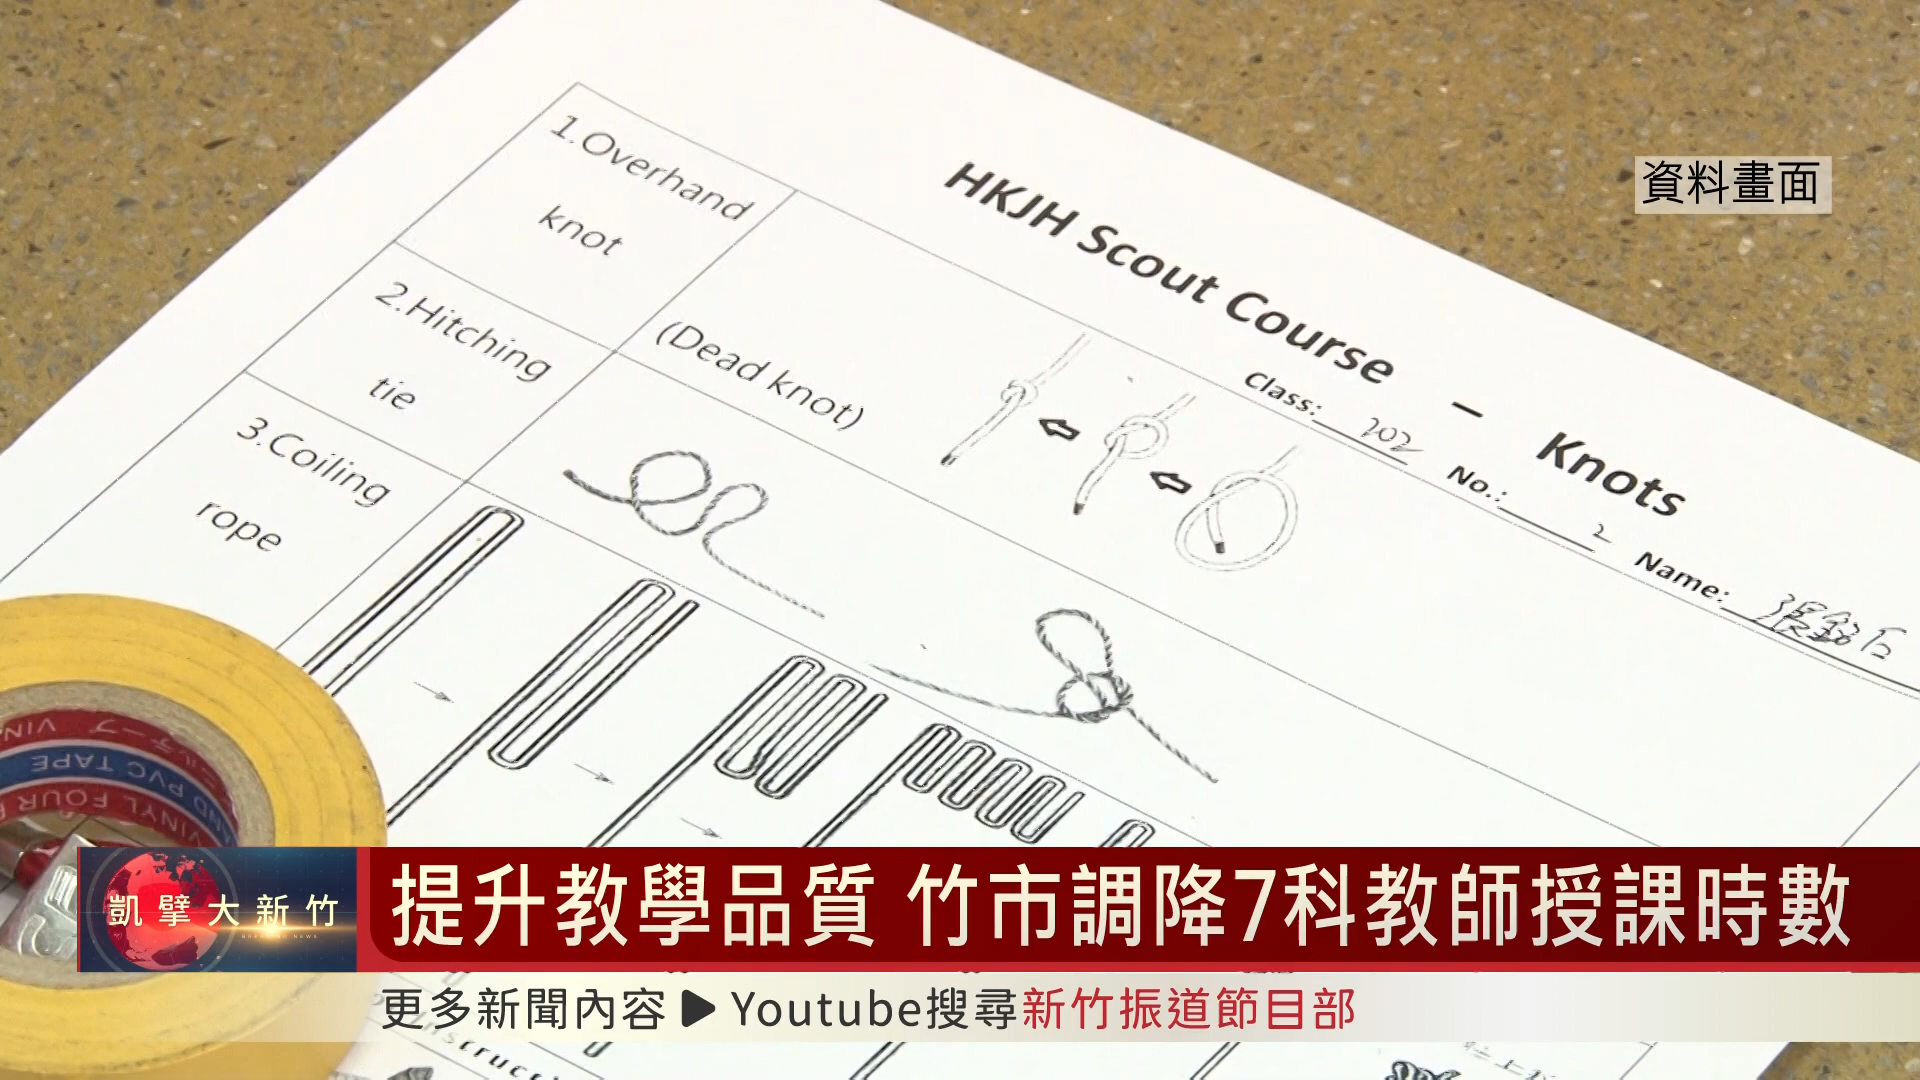 資料畫面
HKJH Scout Course – Knots
Class: 202 No.: 2 Name:
1.Overhand
knot
(Dead knot)
2.Hitching
tie
3.Coiling
rope
AND PVC TAPE
凱擘大新竹
提升教學品質 竹市調降7科教師授課時數
更多新聞內容▶Youtube搜尋新竹振道節目部